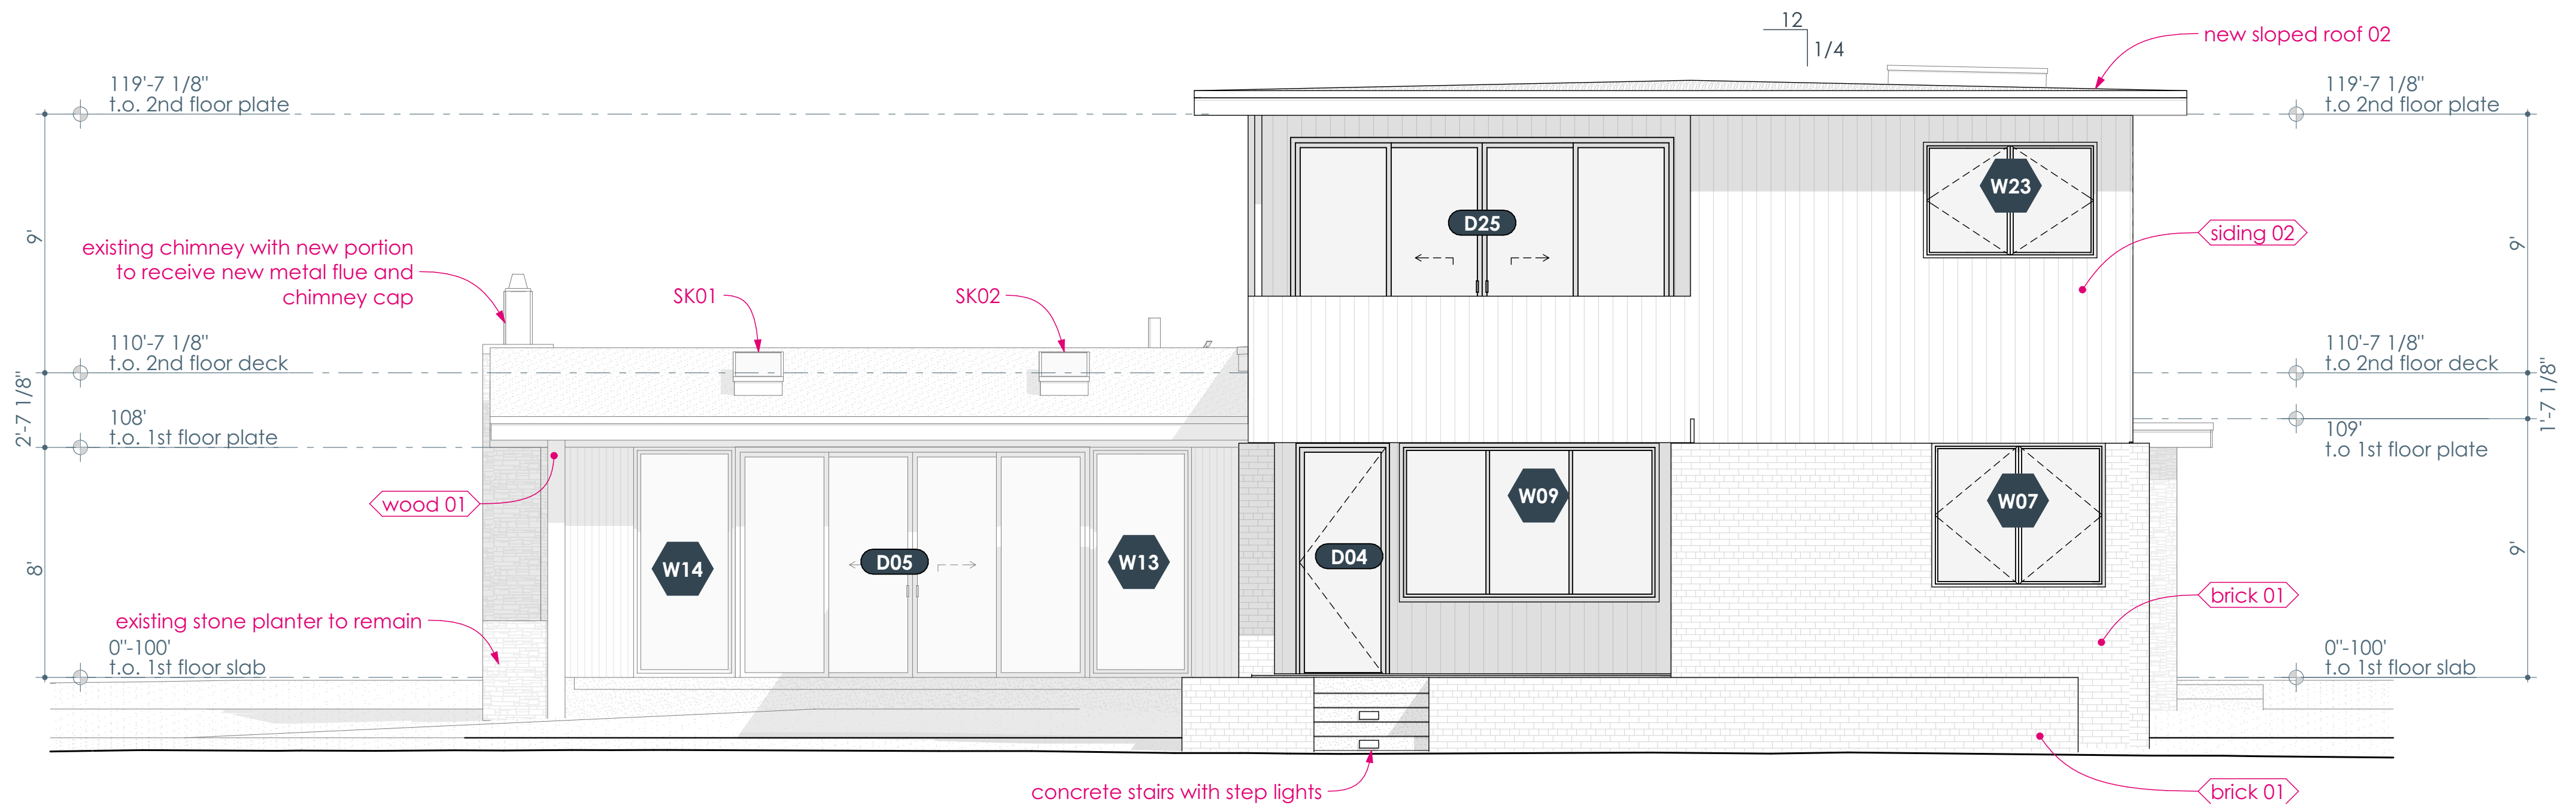 12
1/4
new sloped roof 02
119'-7 1/8"
t.o. 2nd floor plate
119'-7 1/8"
t.o 2nd floor plate
W23
D25
9'
existing chimney with new portion
to receive new metal flue and
chimney cap
siding 02
9'
SK01
SK02
110'-7 1/8"
t.o. 2nd floor deck
110'-7 1/8"
t.o 2nd floor deck
2'-7 1/8"
1'-7 1/8"
108'
t.o. 1st floor plate
109'
t.o 1st floor plate
wood 01
W09
W07
W14
D05
W13
D04
8'
9'
brick 01
existing stone planter to remain
0"-100'
t.o. 1st floor slab
0"-100'
t.o 1st floor slab
concrete stairs with step lights
brick 01